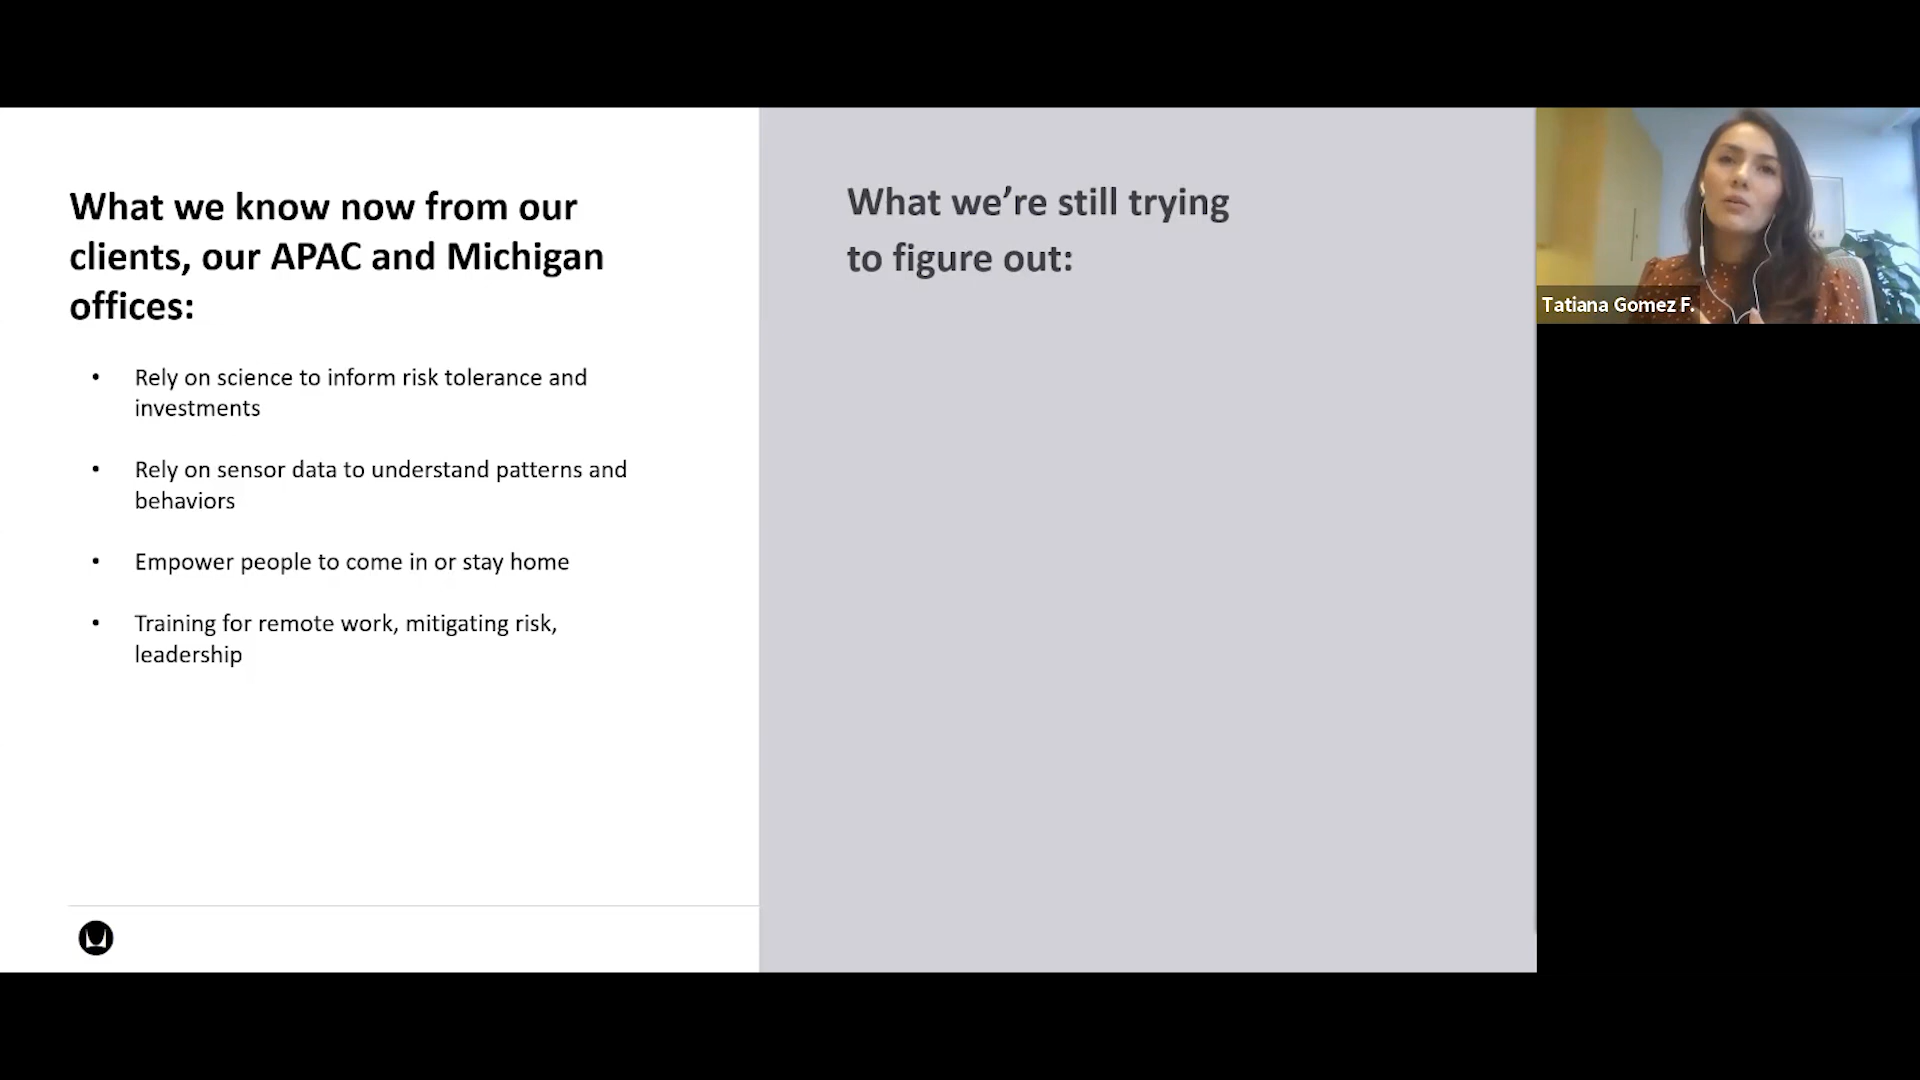 What we know now from our
clients, our APAC and Michigan
offices:
• Rely on science to inform risk tolerance and
investments
• Rely on sensor data to understand patterns and
behaviors
• Empower people to come in or stay home
• Training for remote work, mitigating risk,
leadership
What we’re still trying
to figure out:
Tatiana Gomez F.